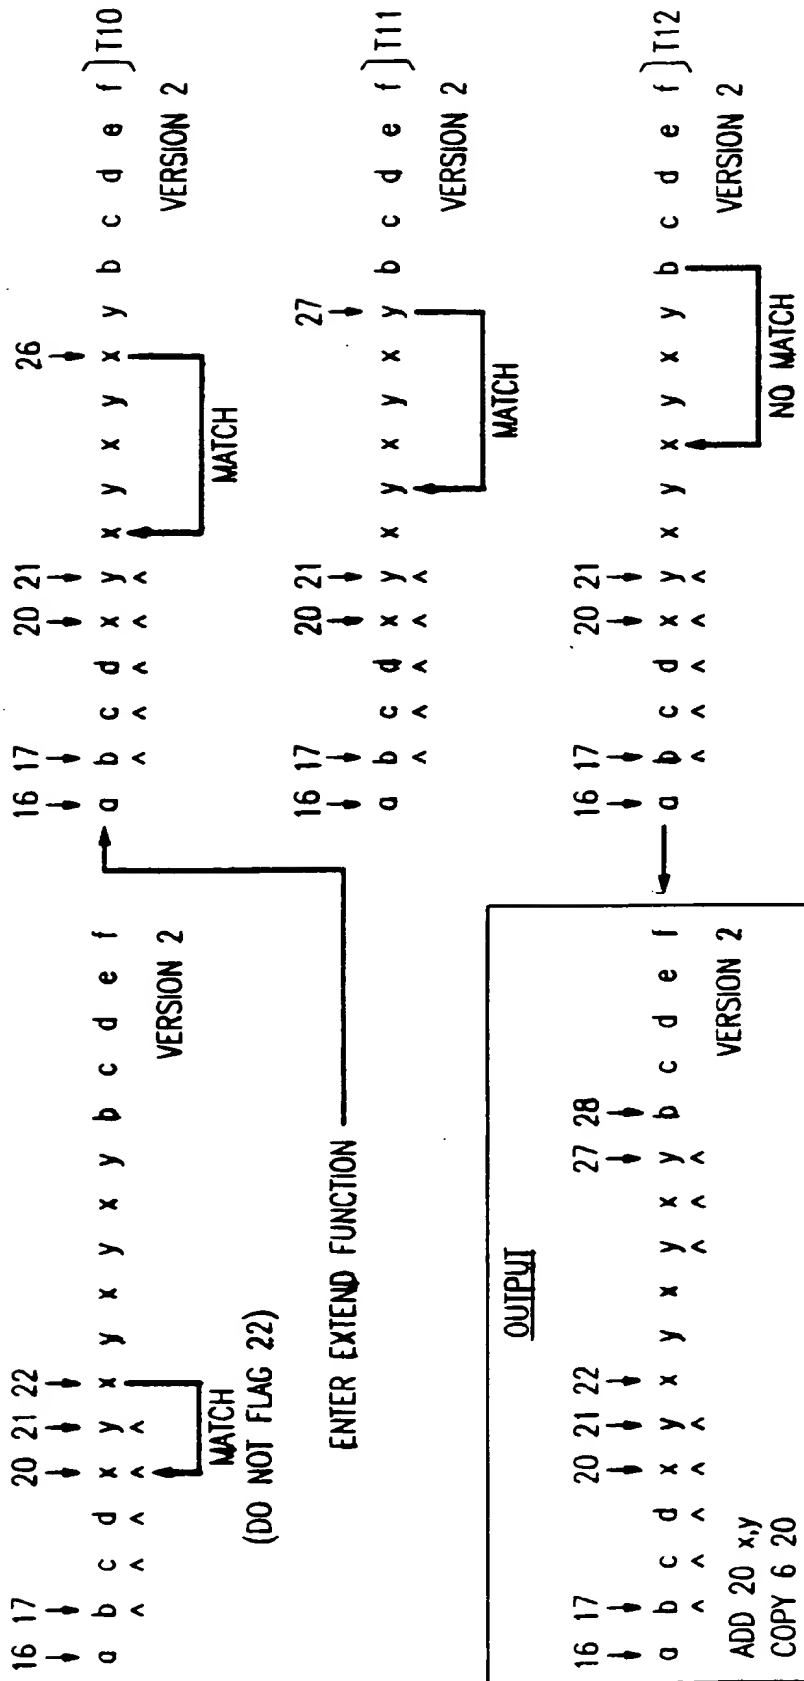 16 17 20 21 22
a b c d x y x y x y x y b c d e f
^ ^ ^ ^ ^
MATCH
(DO NOT FLAG 22)
VERSION 2
ENTER EXTEND FUNCTION
16 17 20 21 26
a b c d x y x y x y x y b c d e f }T10
^ ^ ^ ^ ^
VERSION 2
MATCH
16 17 20 21 27
a b c d x y x y x y x y b c d e f }T11
^ ^ ^ ^ ^
VERSION 2
MATCH
16 17 20 21
a b c d x y x y x y x y b c d e f }T12
^ ^ ^ ^ ^
VERSION 2
NO MATCH
OUTPUT
16 17 20 21 22 27 28
a b c d x y x y x y x y b c d e f
^ ^ ^ ^ ^ ^ ^ ^
VERSION 2
ADD 20 x,y
COPY 6 20